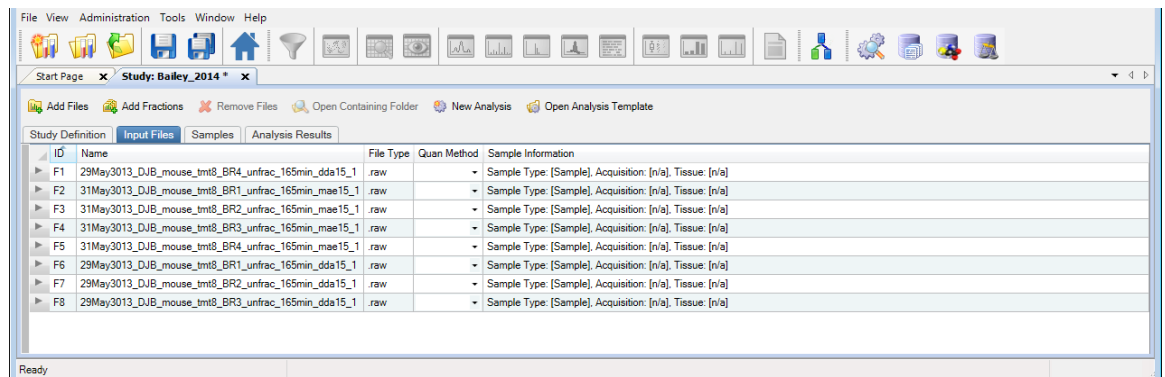 File View Administration Tools Window Help
Start Page x Study: Bailey_2014 * x
Add Files Add Fractions Remove Files Open Containing Folder New Analysis Open Analysis Template
Study Definition Input Files Samples Analysis Results
ID Name File Type Quan Method Sample Information
F1 29May3013_DJB_mouse_tmt8_BR4_unfrac_165min_dda15_1 .raw Sample Type: [Sample], Acquisition: [n/a], Tissue: [n/a]
F2 31May3013_DJB_mouse_tmt8_BR1_unfrac_165min_mae15_1 .raw Sample Type: [Sample], Acquisition: [n/a], Tissue: [n/a]
F3 31May3013_DJB_mouse_tmt8_BR2_unfrac_165min_mae15_1 .raw Sample Type: [Sample], Acquisition: [n/a], Tissue: [n/a]
F4 31May3013_DJB_mouse_tmt8_BR3_unfrac_165min_mae15_1 .raw Sample Type: [Sample], Acquisition: [n/a], Tissue: [n/a]
F5 31May3013_DJB_mouse_tmt8_BR4_unfrac_165min_mae15_1 .raw Sample Type: [Sample], Acquisition: [n/a], Tissue: [n/a]
F6 29May3013_DJB_mouse_tmt8_BR1_unfrac_165min_dda15_1 .raw Sample Type: [Sample], Acquisition: [n/a], Tissue: [n/a]
F7 29May3013_DJB_mouse_tmt8_BR2_unfrac_165min_dda15_1 .raw Sample Type: [Sample], Acquisition: [n/a], Tissue: [n/a]
F8 29May3013_DJB_mouse_tmt8_BR3_unfrac_165min_dda15_1 .raw Sample Type: [Sample], Acquisition: [n/a], Tissue: [n/a]
Ready